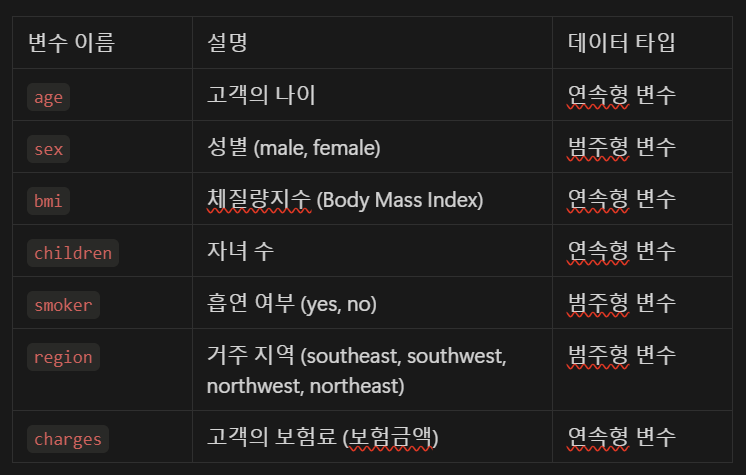 변수 이름 설명 데이터 타입
age 고객의 나이 연속형 변수
sex 성별 (male, female) 범주형 변수
bmi 체질량지수 (Body Mass Index) 연속형 변수
children 자녀 수 연속형 변수
smoker 흡연 여부 (yes, no) 범주형 변수
region 거주 지역 (southeast, southwest, 범주형 변수
northwest, northeast)
charges 고객의 보험료 (보험금액) 연속형 변수